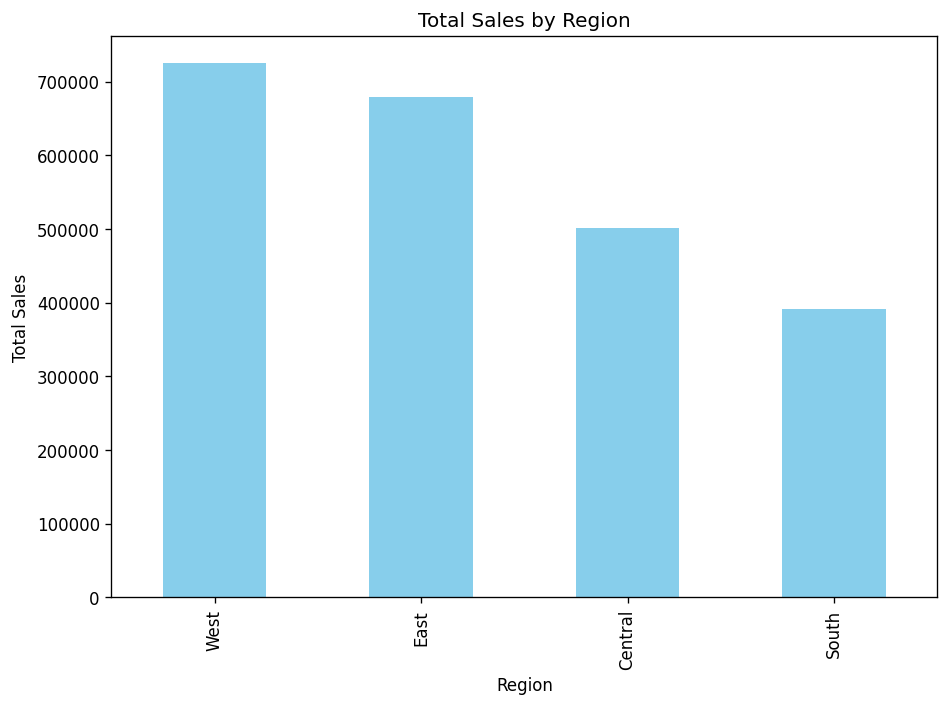 Total Sales by Region
Total Sales
700000
600000
500000
400000
300000
200000
100000
0
West
East
Central
South
Region